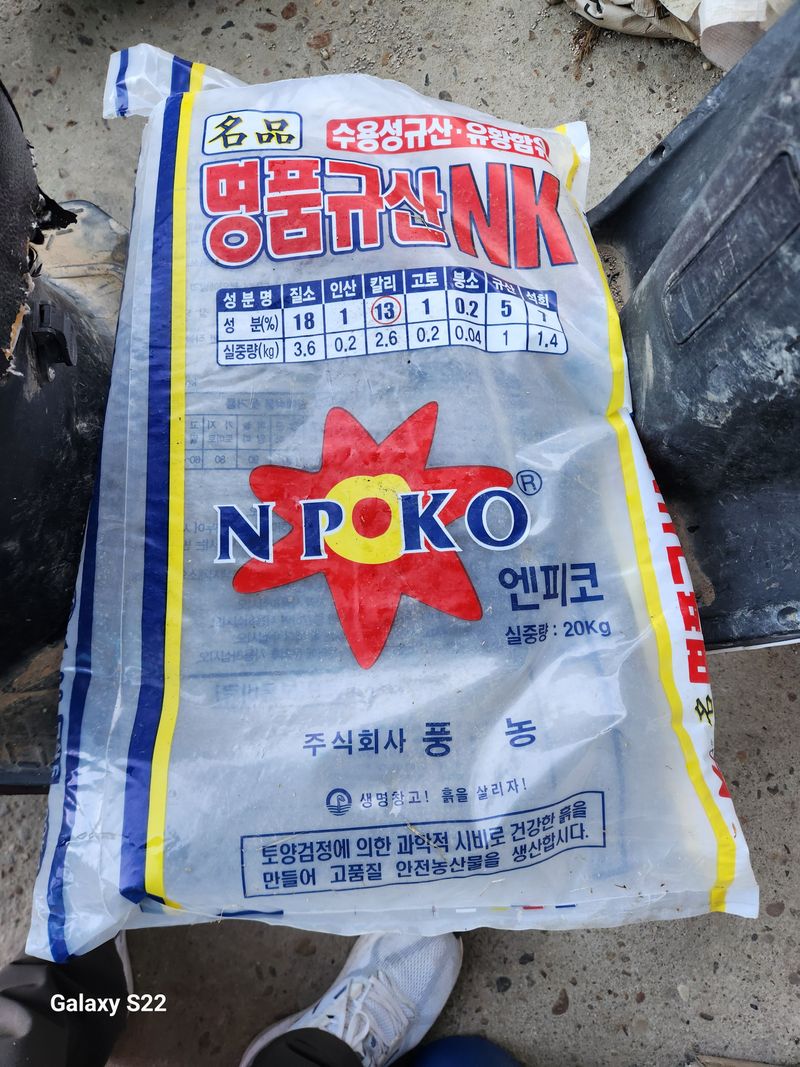 名品
수용성규산·유황함유
명품규산NK
성분명 질소 인산 칼리 고토 붕소 규산 석회
성 분(%) 18 1 13 1 0.2 5 7
실중량(kg) 3.6 0.2 2.6 0.2 0.04 1 1.4
NPOKO®
엔피코
실중량 : 20Kg
주식회사 풍 농
생명창고! 흙을 살리자!
토양검정에 의한 과학적 시비로 건강한 흙을
만들어 고품질 안전농산물을 생산합시다.
Galaxy S22